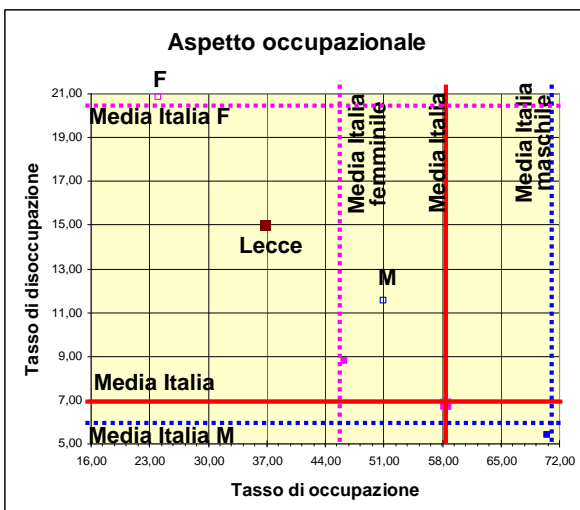 Aspetto occupazionale
F
21,00
19,00
17,00
15,00
13,00
11,00
9,00
7,00
5,00
Tasso di disoccupazione
Media Italia F
Media Italia
femminile
Media Italia
Media Italia
maschile
Lecce
M
Media Italia
Media Italia M
16,00 23,00 30,00 37,00 44,00 51,00 58,00 65,00 72,00
Tasso di occupazione